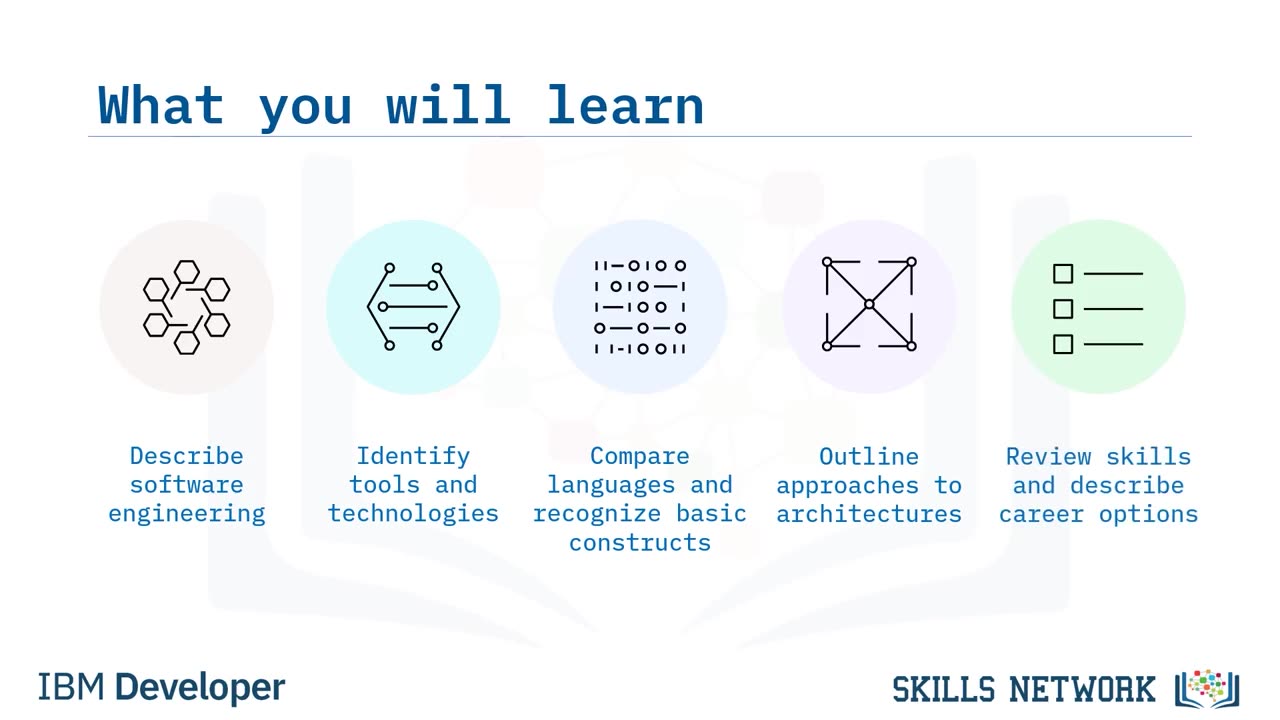 What you will learn
Describe
software
engineering
Identify
tools and
technologies
Compare
languages and
recognize basic
constructs
Outline
approaches to
architectures
Review skills
and describe
career options
IBM Developer
SKILLS NETWORK